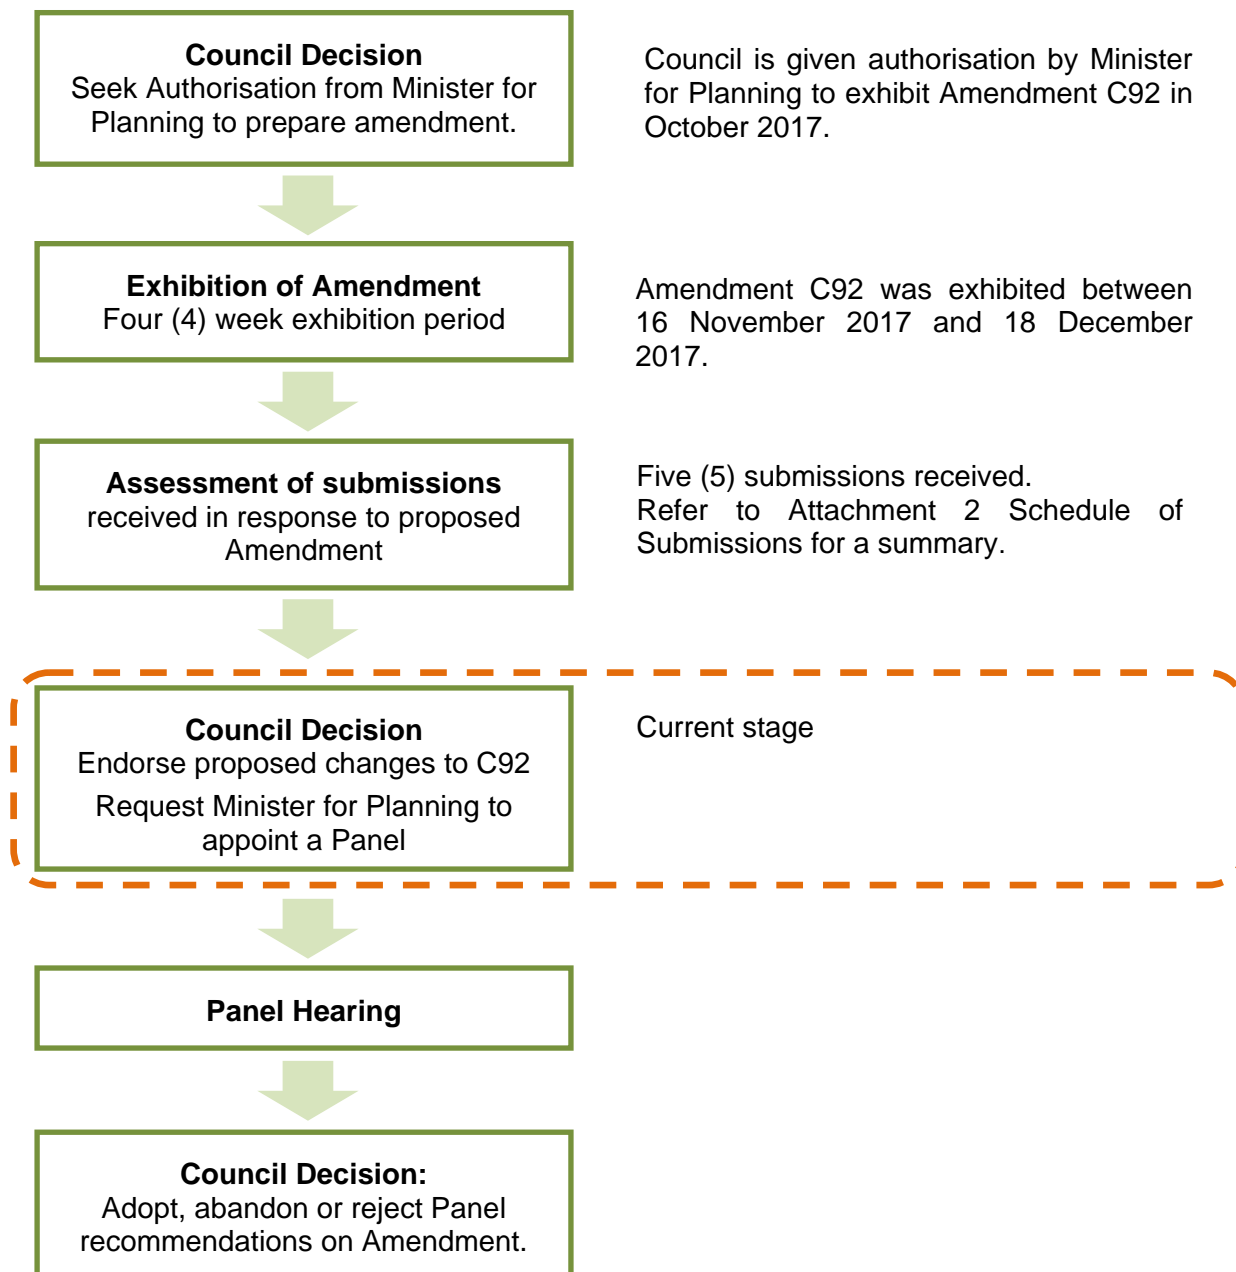 Council Decision
Seek Authorisation from Minister for
Planning to prepare amendment.
Council is given authorisation by Minister
for Planning to exhibit Amendment C92 in
October 2017.
Exhibition of Amendment
Four (4) week exhibition period
Amendment C92 was exhibited between
16 November 2017 and 18 December
2017.
Assessment of submissions
received in response to proposed
Amendment
Five (5) submissions received.
Refer to Attachment 2 Schedule of
Submissions for a summary.
Council Decision
Endorse proposed changes to C92
Request Minister for Planning to
appoint a Panel
Current stage
Panel Hearing
Council Decision:
Adopt, abandon or reject Panel
recommendations on Amendment.